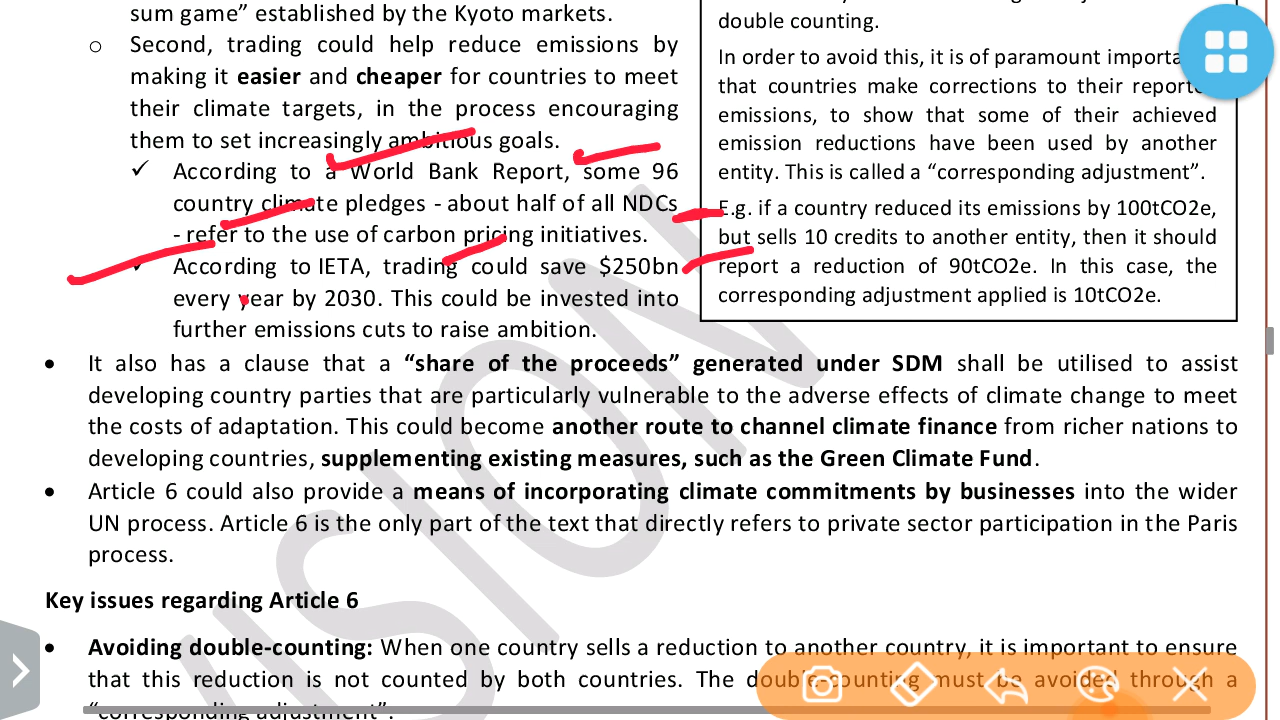 sum game” established by the Kyoto markets.
o Second, trading could help reduce emissions by
making it easier and cheaper for countries to meet
their climate targets, in the process encouraging
them to set increasingly ambitious goals.
✓ According to a World Bank Report, some 96
country climate pledges - about half of all NDCs
- refer to the use of carbon pricing initiatives.
✓ According to IETA, trading could save $250bn
every year by 2030. This could be invested into
further emissions cuts to raise ambition.
double counting.
In order to avoid this, it is of paramount
that countries make corrections to their
emissions, to show that some of their achieved
emission reductions have been used by another
entity. This is called a “corresponding adjustment”.
E.g. if a country reduced its emissions by 100tCO2e,
but sells 10 credits to another entity, then it should
report a reduction of 90tCO2e. In this case, the
corresponding adjustment applied is 10tCO2e.
• It also has a clause that a “share of the proceeds” generated under SDM shall be utilised to assist
developing country parties that are particularly vulnerable to the adverse effects of climate change to meet
the costs of adaptation. This could become another route to channel climate finance from richer nations to
developing countries, supplementing existing measures, such as the Green Climate Fund.
• Article 6 could also provide a means of incorporating climate commitments by businesses into the wider
UN process. Article 6 is the only part of the text that directly refers to private sector participation in the Paris
process.
Key issues regarding Article 6
• Avoiding double-counting: When one country sells a reduction to another country, it is important to ensure
that this reduction is not counted by both countries. The double-counting must be avoided through a
“corresponding adjustment”.
VISION